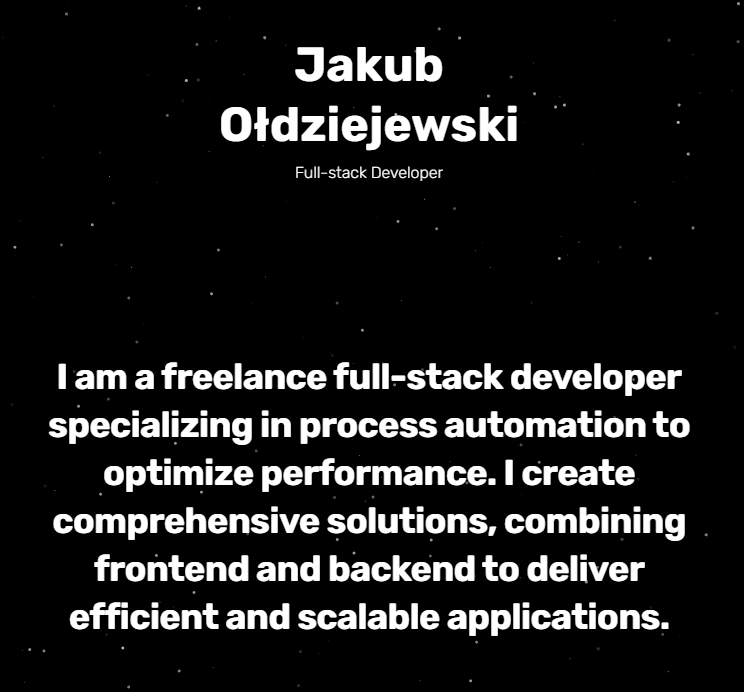 Jakub
Ołdziejewski
Full-stack Developer
I am a freelance full-stack developer
specializing in process automation to
optimize performance. I create
comprehensive solutions, combining
frontend and backend to deliver
efficient and scalable applications.